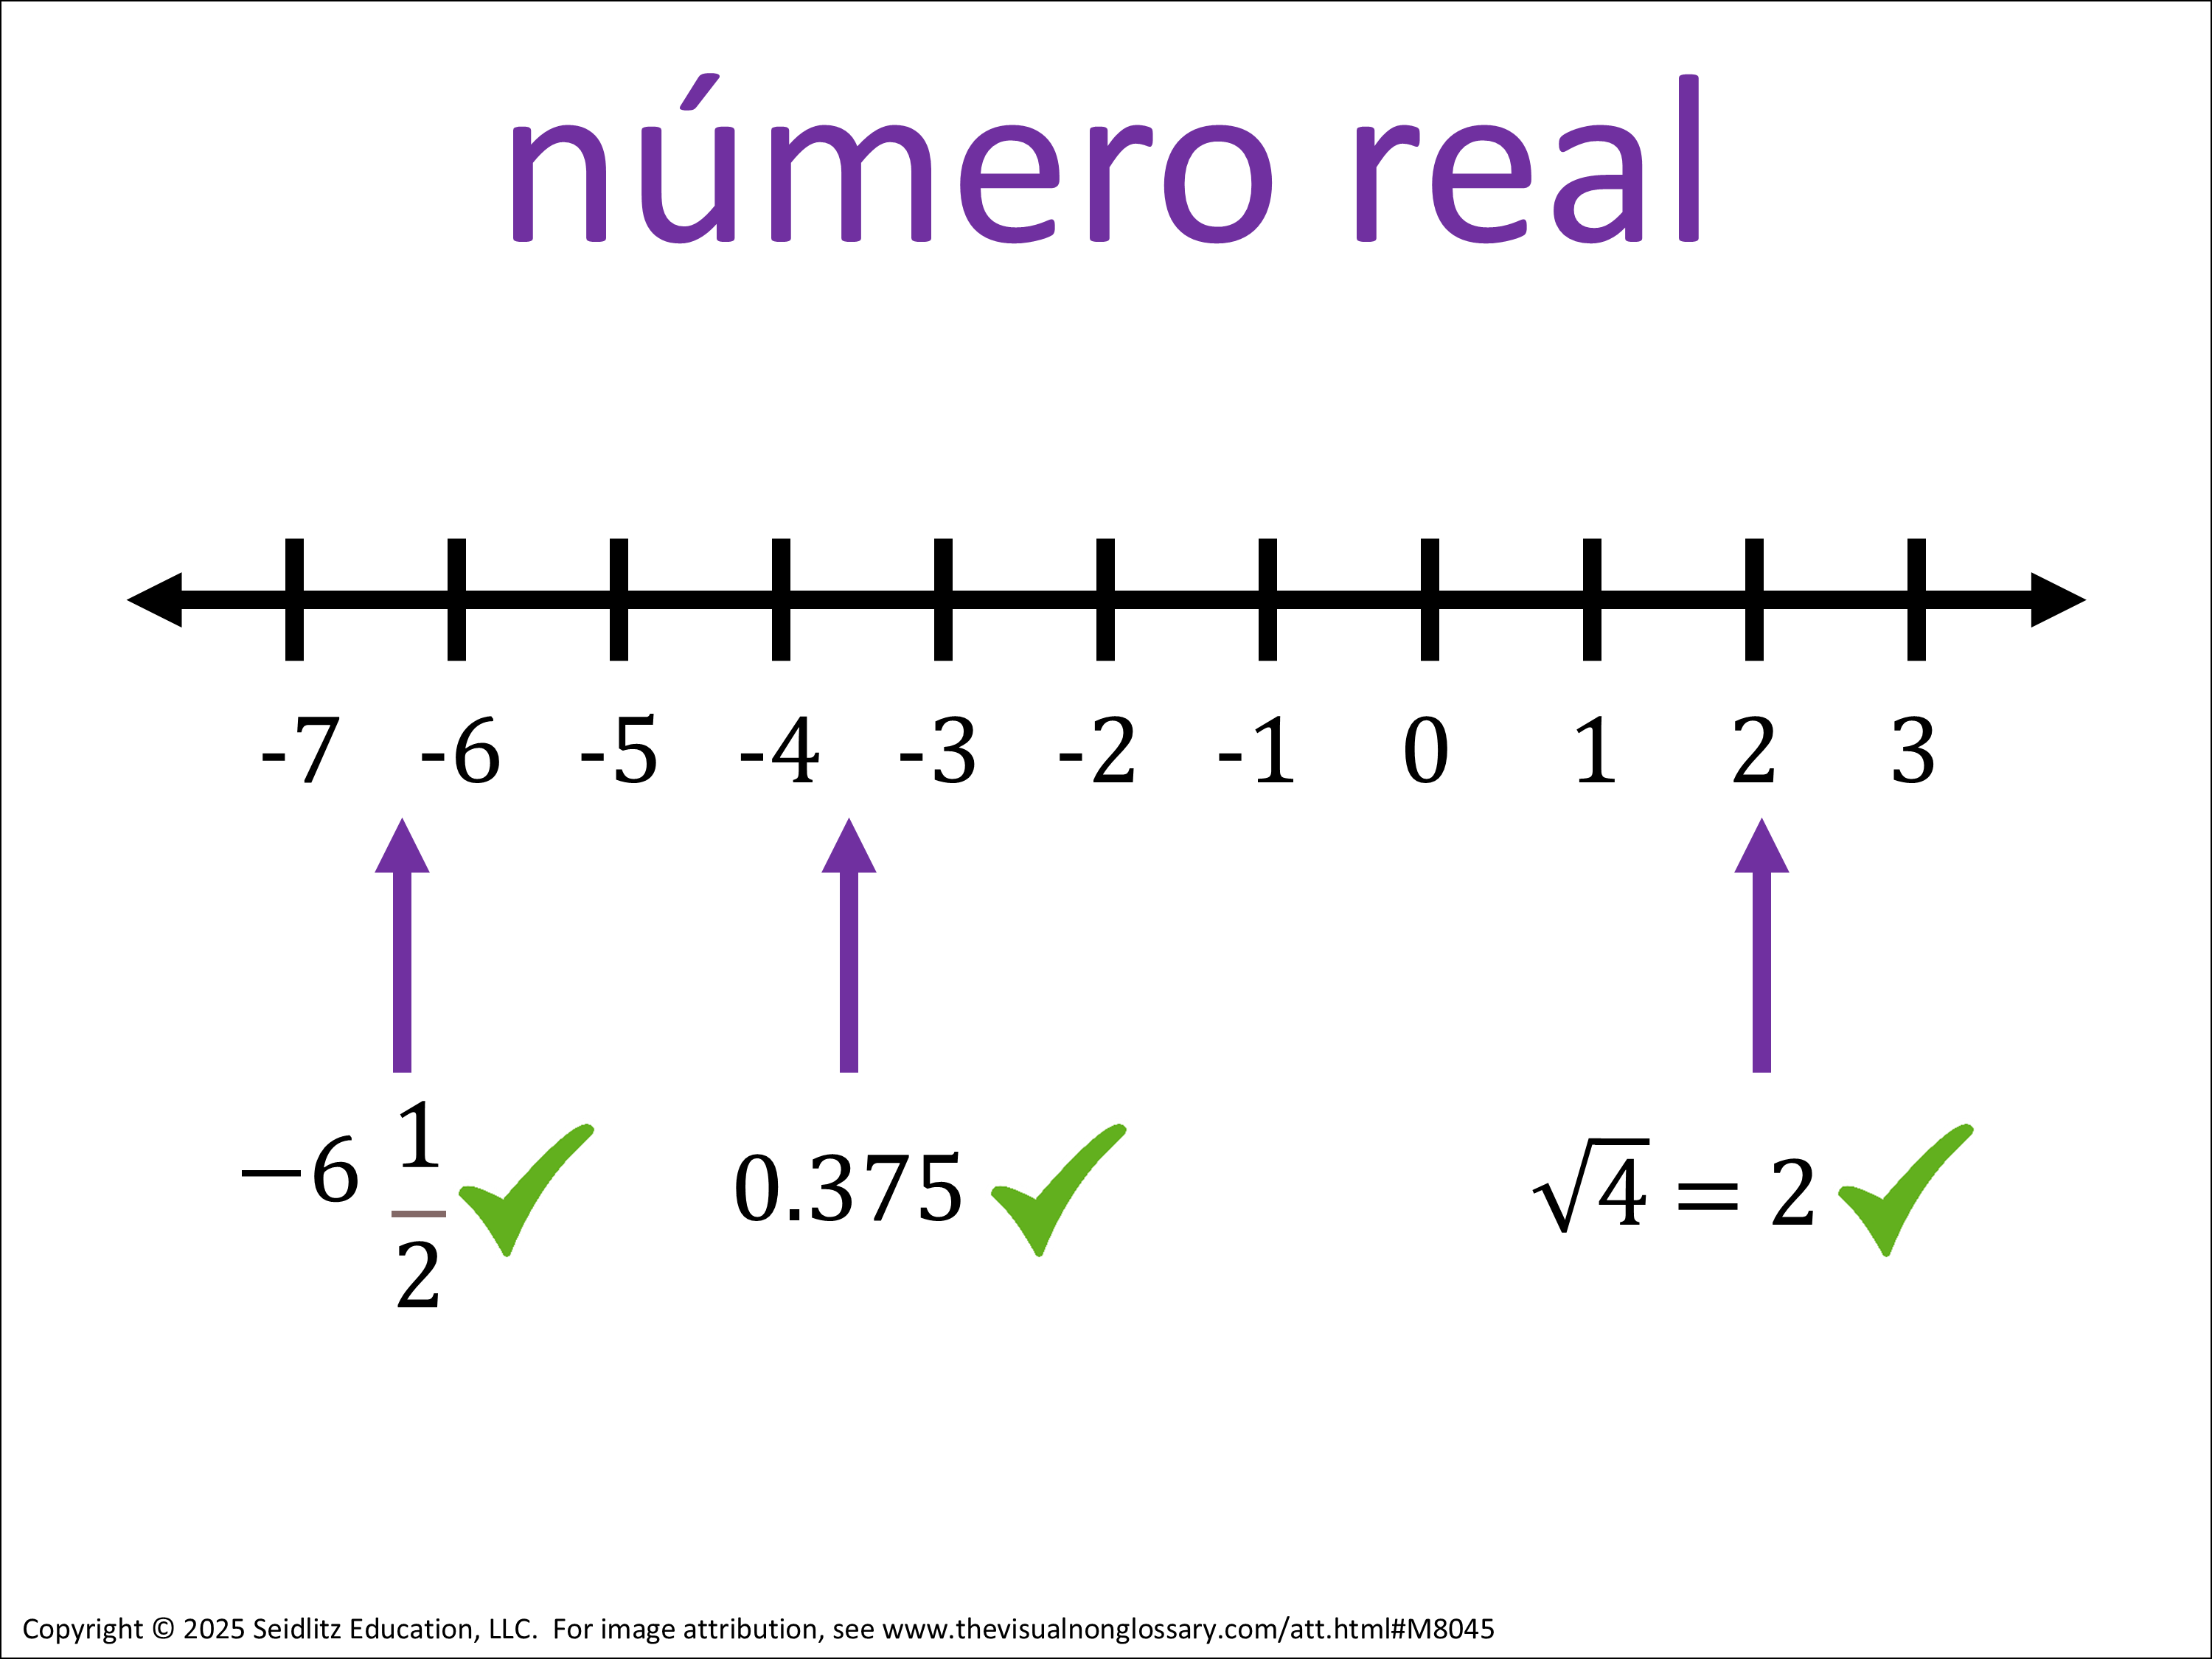 número real
-7 -6 -5 -4 -3 -2 -1 0 1 2 3
−6 1/2 0.375 √4 = 2
Copyright © 2025 Seidlitz Education, LLC. For image attribution, see www.thevisualnonglossary.com/att.html#M8045